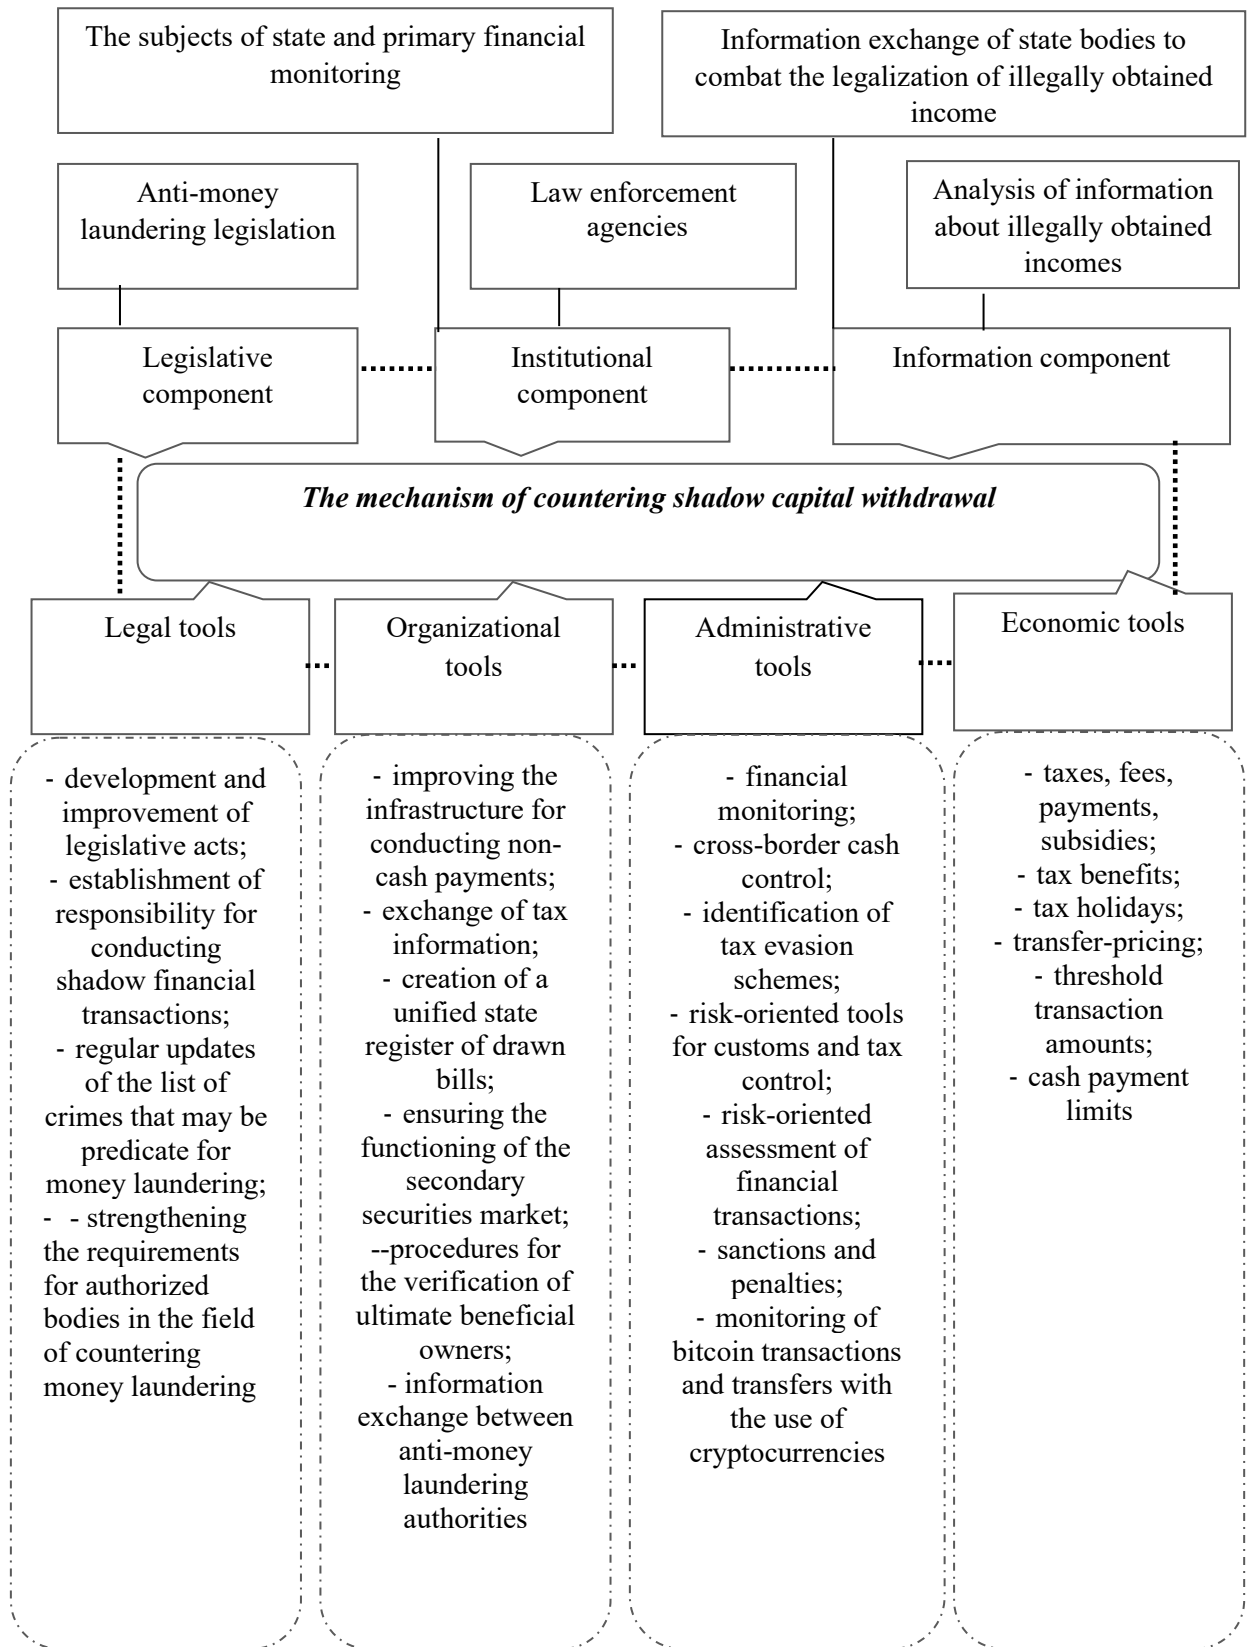 The subjects of state and primary financial
monitoring
Information exchange of state bodies to
combat the legalization of illegally obtained
income
Anti-money
laundering legislation
Law enforcement
agencies
Analysis of information
about illegally obtained
incomes
Legislative
component
Institutional
component
Information component
The mechanism of countering shadow capital withdrawal
Legal tools
Organizational
tools
Administrative
tools
Economic tools
- development and
improvement of
legislative acts;
- establishment of
responsibility for
conducting
shadow financial
transactions;
- regular updates
of the list of
crimes that may be
predicate for
money laundering;
- - strengthening
the requirements
for authorized
bodies in the field
of countering
money laundering
- improving the
infrastructure for
conducting non-
cash payments;
- exchange of tax
information;
- creation of a
unified state
register of drawn
bills;
- ensuring the
functioning of the
secondary
securities market;
--procedures for
the verification of
ultimate beneficial
owners;
- information
exchange between
anti-money
laundering
authorities
- financial
monitoring;
- cross-border cash
control;
- identification of
tax evasion
schemes;
- risk-oriented tools
for customs and tax
control;
- risk-oriented
assessment of
financial
transactions;
- sanctions and
penalties;
- monitoring of
bitcoin transactions
and transfers with
the use of
cryptocurrencies
- taxes, fees,
payments,
subsidies;
- tax benefits;
- tax holidays;
- transfer-pricing;
- threshold
transaction
amounts;
- cash payment
limits